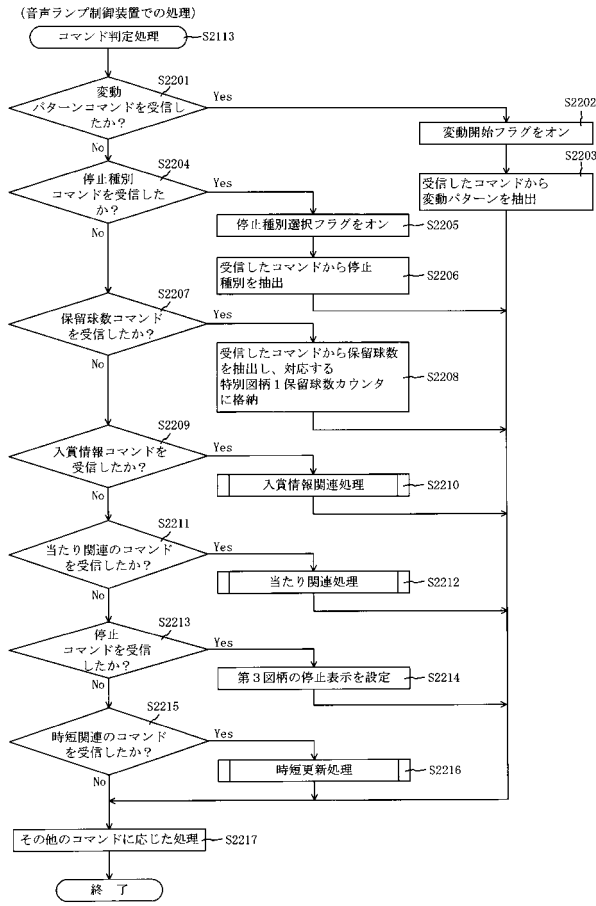 (音声ランプ制御装置での処理)
コマンド判定処理
S2113
S2201
変動
パターンコマンドを受信し
たか？
Yes
No
S2202
変動開始フラグをオン
S2203
受信したコマンドから
変動パターンを抽出
S2204
停止種別
コマンドを受信したた
か？
Yes
No
停止種別選択フラグをオン
S2205
受信したコマンドから停止
種別を抽出
S2206
S2207
保留球数コマンド
を受信したか？
Yes
No
受信したコマンドから保留球数
を抽出し、対応する
特別図柄１保留球数カウンタ
に格納
S2208
S2209
入賞情報コマンドを
受信したか？
Yes
No
入賞情報関連処理
S2210
S2211
当たり関連のコマンド
を受信したか？
Yes
No
当たり関連処理
S2212
S2213
停止
コマンドを受信
したか？
Yes
No
第３図柄の停止表示を設定
S2214
S2215
時短関連のコマンド
を受信したか？
Yes
No
時短更新処理
S2216
その他のコマンドに応じた処理
S2217
終 了